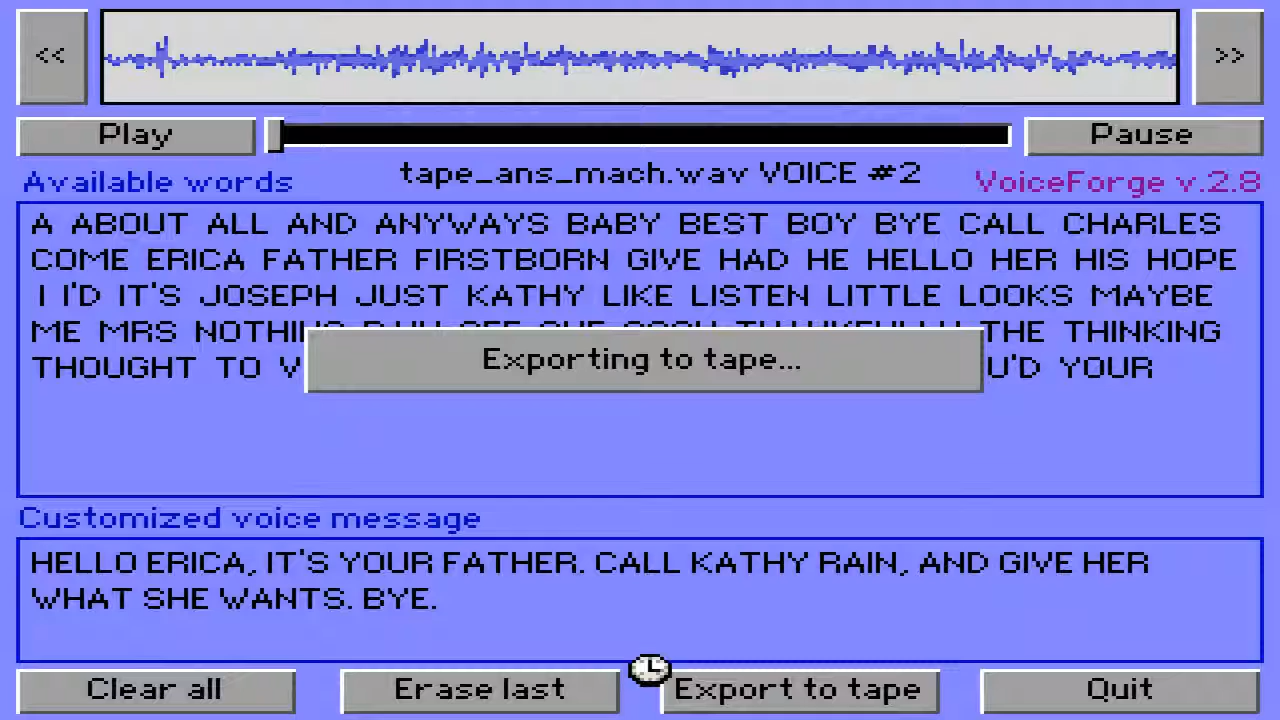 <<
>>
Play
Pause
tape_ans_mach.wav VOICE #2
Available words
VoiceForge v.2.8
A ABOUT ALL AND ANYWAYS BABY BEST BOY BYE CALL CHARLES
COME ERICA FATHER FIRSTBORN GIVE HAD HE HELLO HER HIS HOPE
I I'D IT'S JOSEPH JUST KATHY LIKE LISTEN LITTLE LOOKS MAYBE
ME MRS THE THINKING
Exporting to tape...
THOUGHT TO YOUR
Customized voice message
HELLO ERICA, IT'S YOUR FATHER. CALL KATHY RAIN, AND GIVE HER
WHAT SHE WANTS. BYE.
Clear all
Erase last
Export to tape
Quit